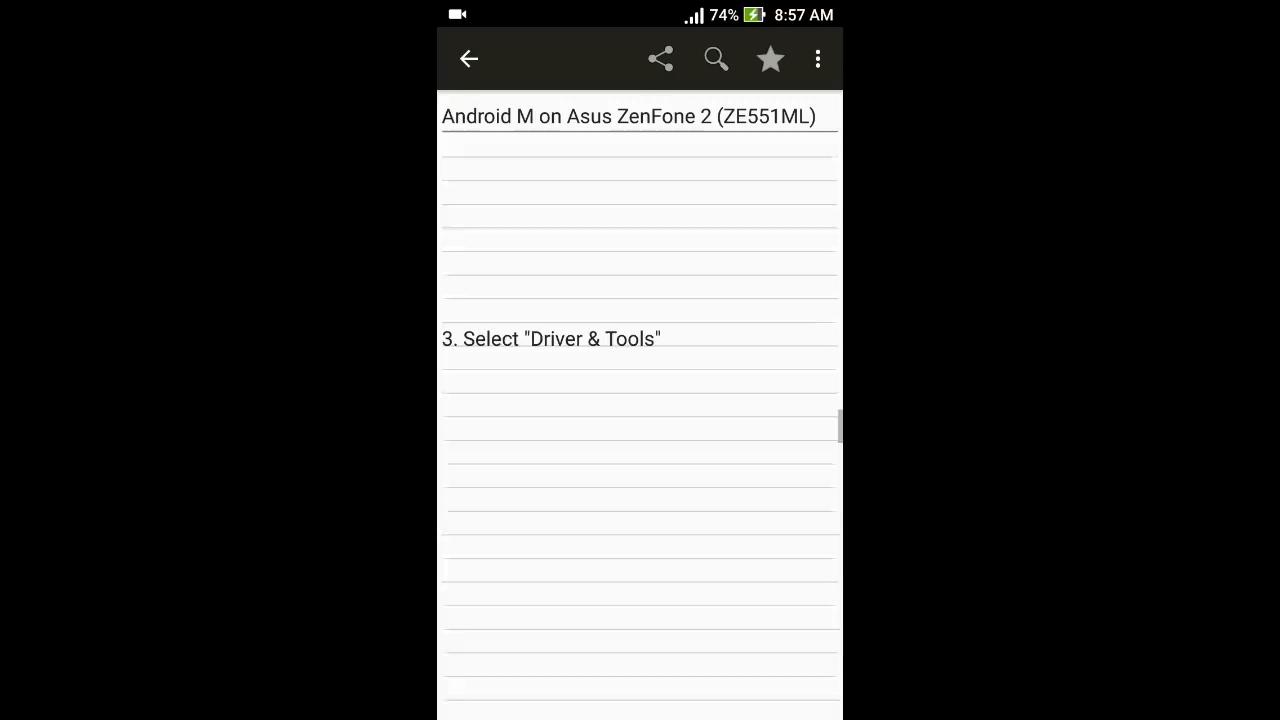 74% 8:57 AM
Android M on Asus ZenFone 2 (ZE551ML)
3. Select "Driver & Tools"